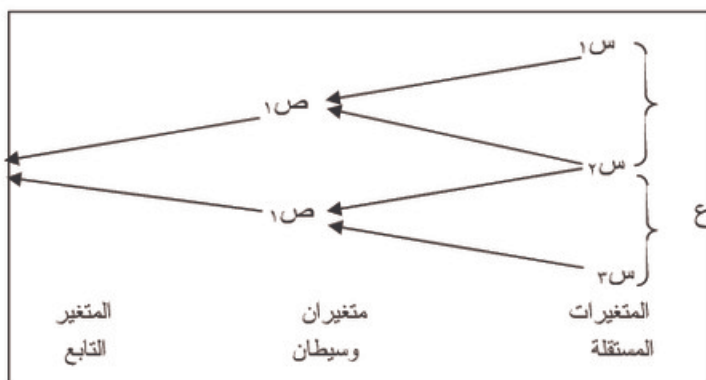 س١
ص١
س٢
ص١
ع
س٣
المتغيرات المستقلة
متغيران وسيطان
المتغير التابع